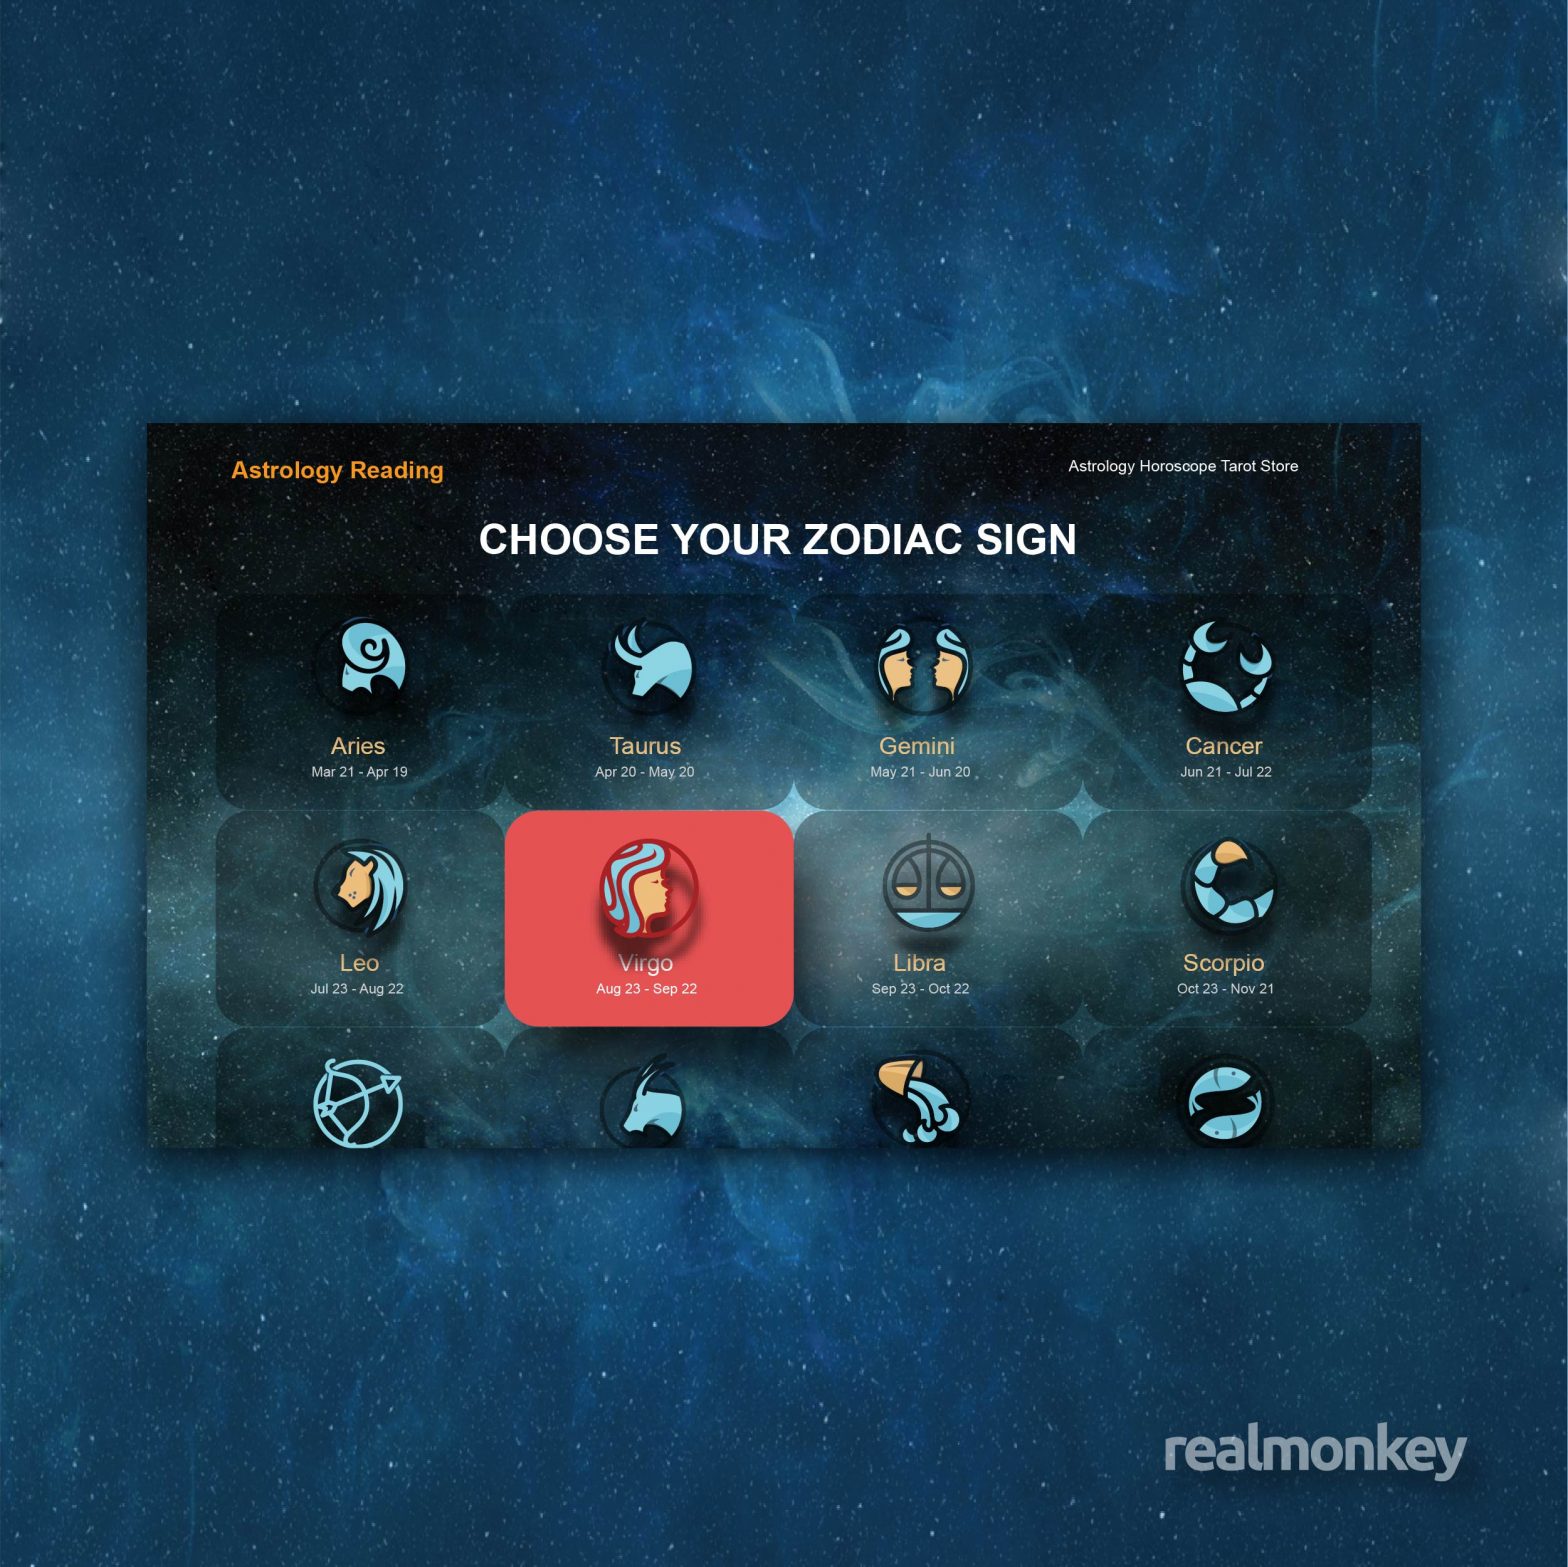 Astrology Reading
Astrology Horoscope Tarot Store
CHOOSE YOUR ZODIAC SIGN
Aries
Mar 21 - Apr 19
Taurus
Apr 20 - May 20
Gemini
May 21 - Jun 20
Cancer
Jun 21 - Jul 22
Leo
Jul 23 - Aug 22
Virgo
Aug 23 - Sep 22
Libra
Sep 23 - Oct 22
Scorpio
Oct 23 - Nov 21
realmonkey